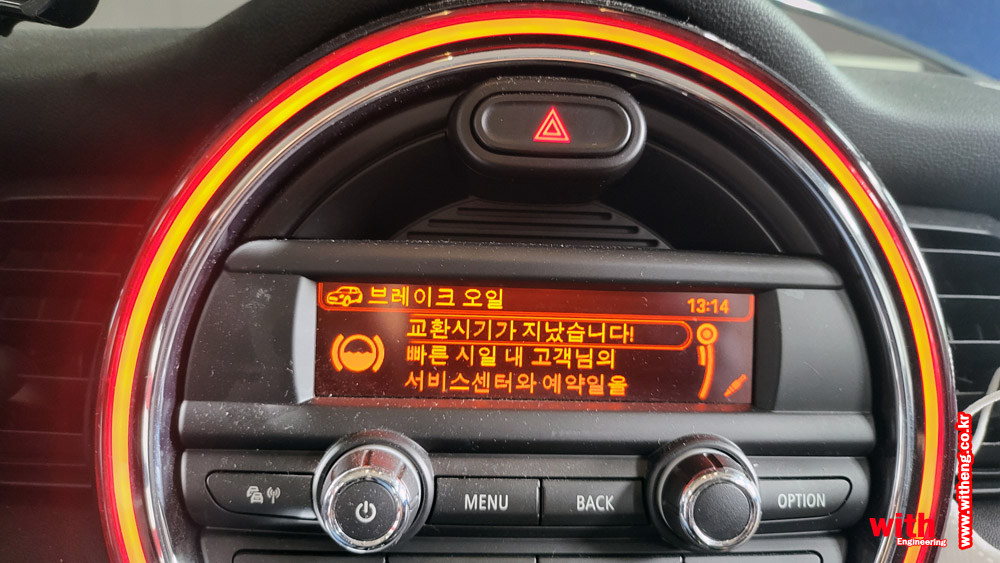 브레이크 오일
13:14
교환시기가 지났습니다!
빠른 시일 내 고객님의
서비스센터와 예약일을
MENU
BACK
OPTION
www.witheng.co.kr
with
Engineering